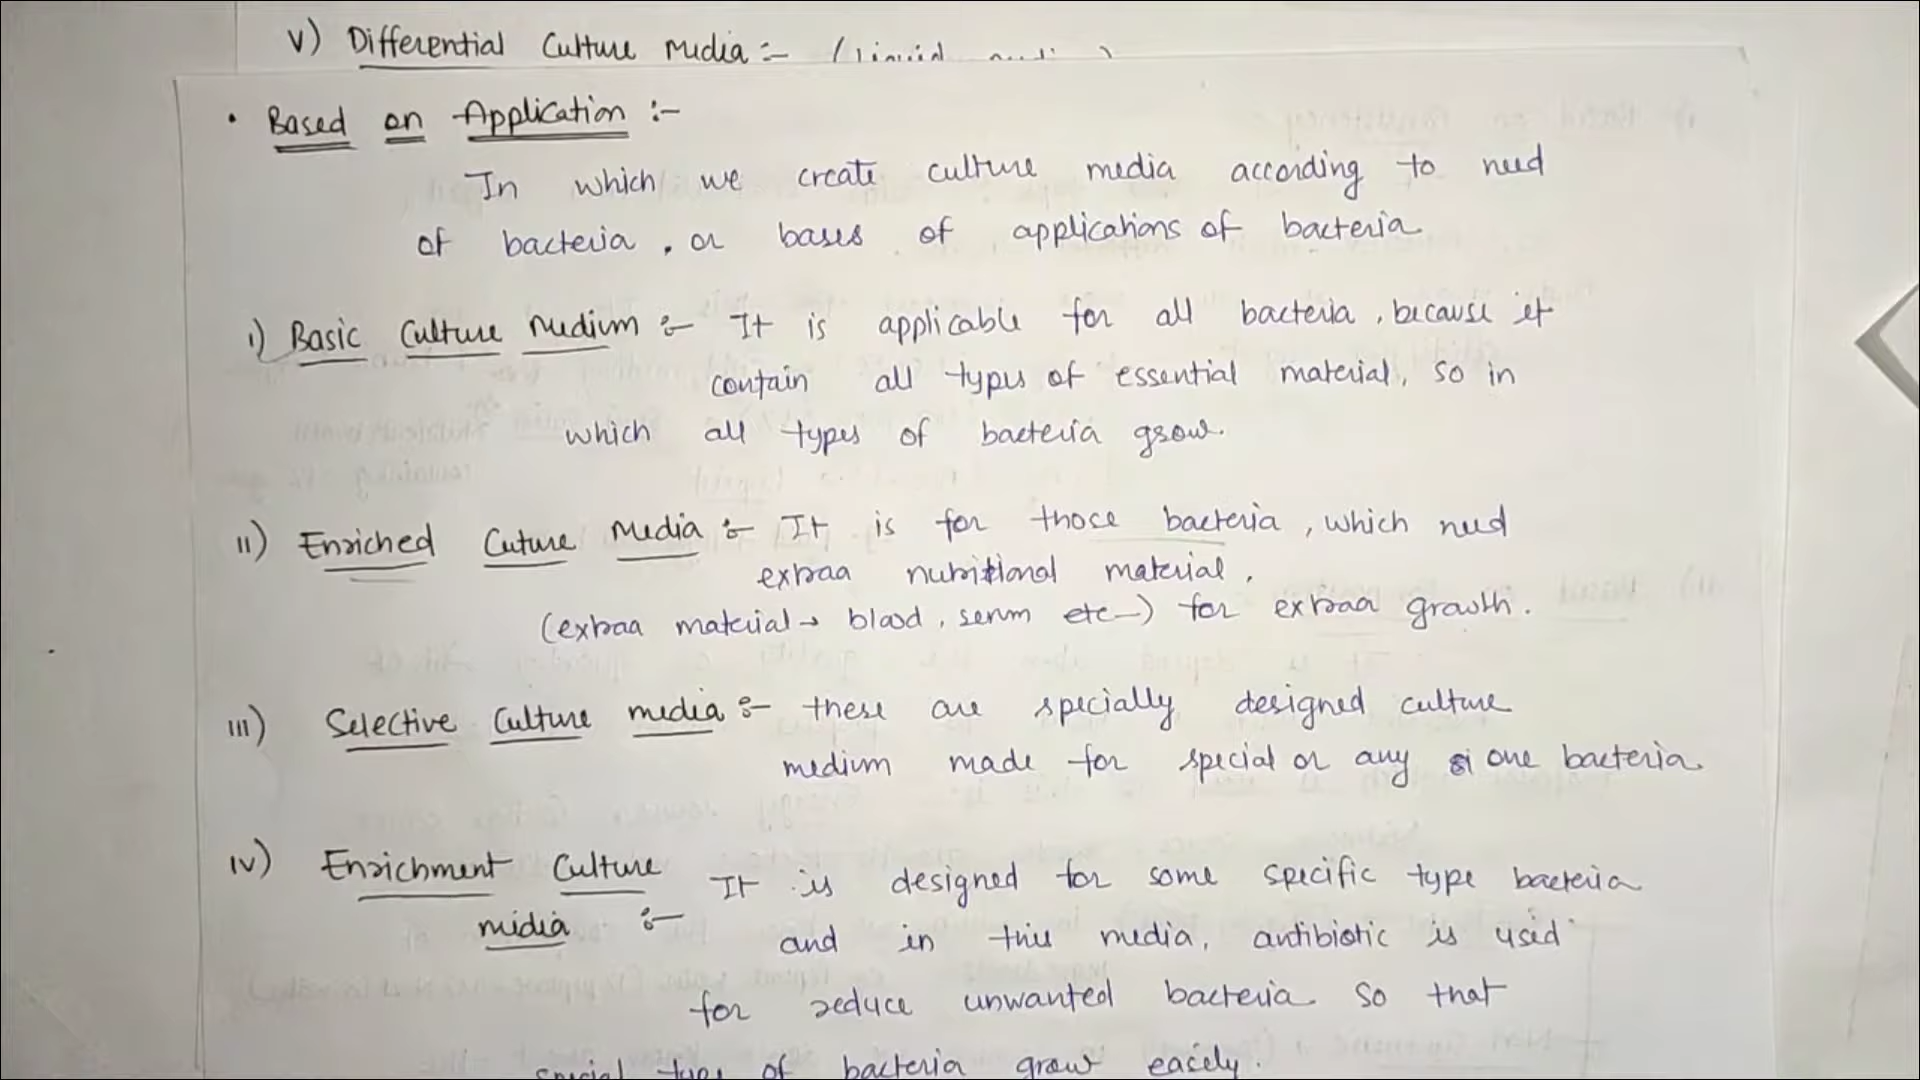 v) Differential Culture media :-
• Based on Application :-
In which we create culture media according to need
of bacteria, or bases of applications of bacteria
i) Basic Culture Medium :- It is applicable for all bacteria, because it
contain all types of essential material, so in
which all types of bacteria grow.
ii) Enriched Cuture Media :- It is for those bacteria, which need
extraa nutritional material.
(extraa material → blood, serum etc-) for extraa growth.
iii) Selective Culture media :- these are specially designed culture
medium made for special or any one bacteria
iv) Enrichment Culture It is designed for some specific type bacteria
midia :- and in this media, antibiotic is used
for reduce unwanted bacteria so that
special type of bacteria grow easily.